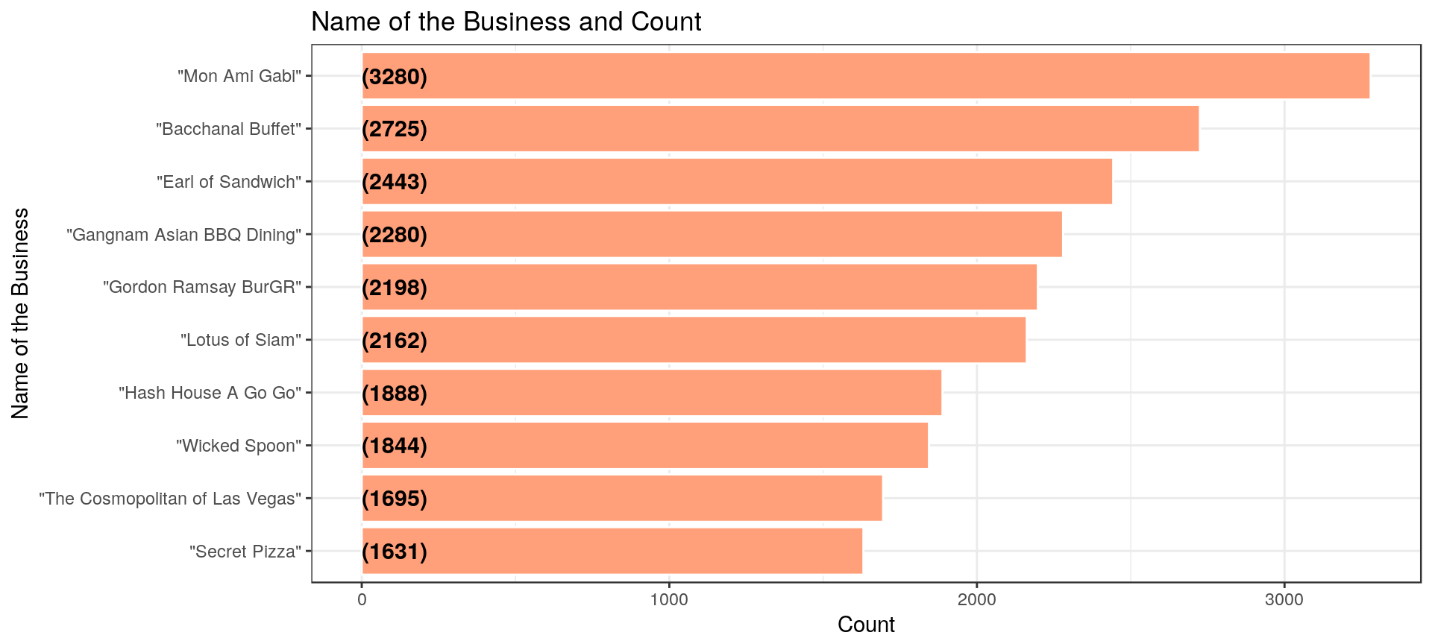 Name of the Business and Count
Name of the Business
"Mon Ami Gabi" (3280)
"Bacchanal Buffet" (2725)
"Earl of Sandwich" (2443)
"Gangnam Asian BBQ Dining" (2280)
"Gordon Ramsay BurGR" (2198)
"Lotus of Siam" (2162)
"Hash House A Go Go" (1888)
"Wicked Spoon" (1844)
"The Cosmopolitan of Las Vegas" (1695)
"Secret Pizza" (1631)
0 1000 2000 3000
Count